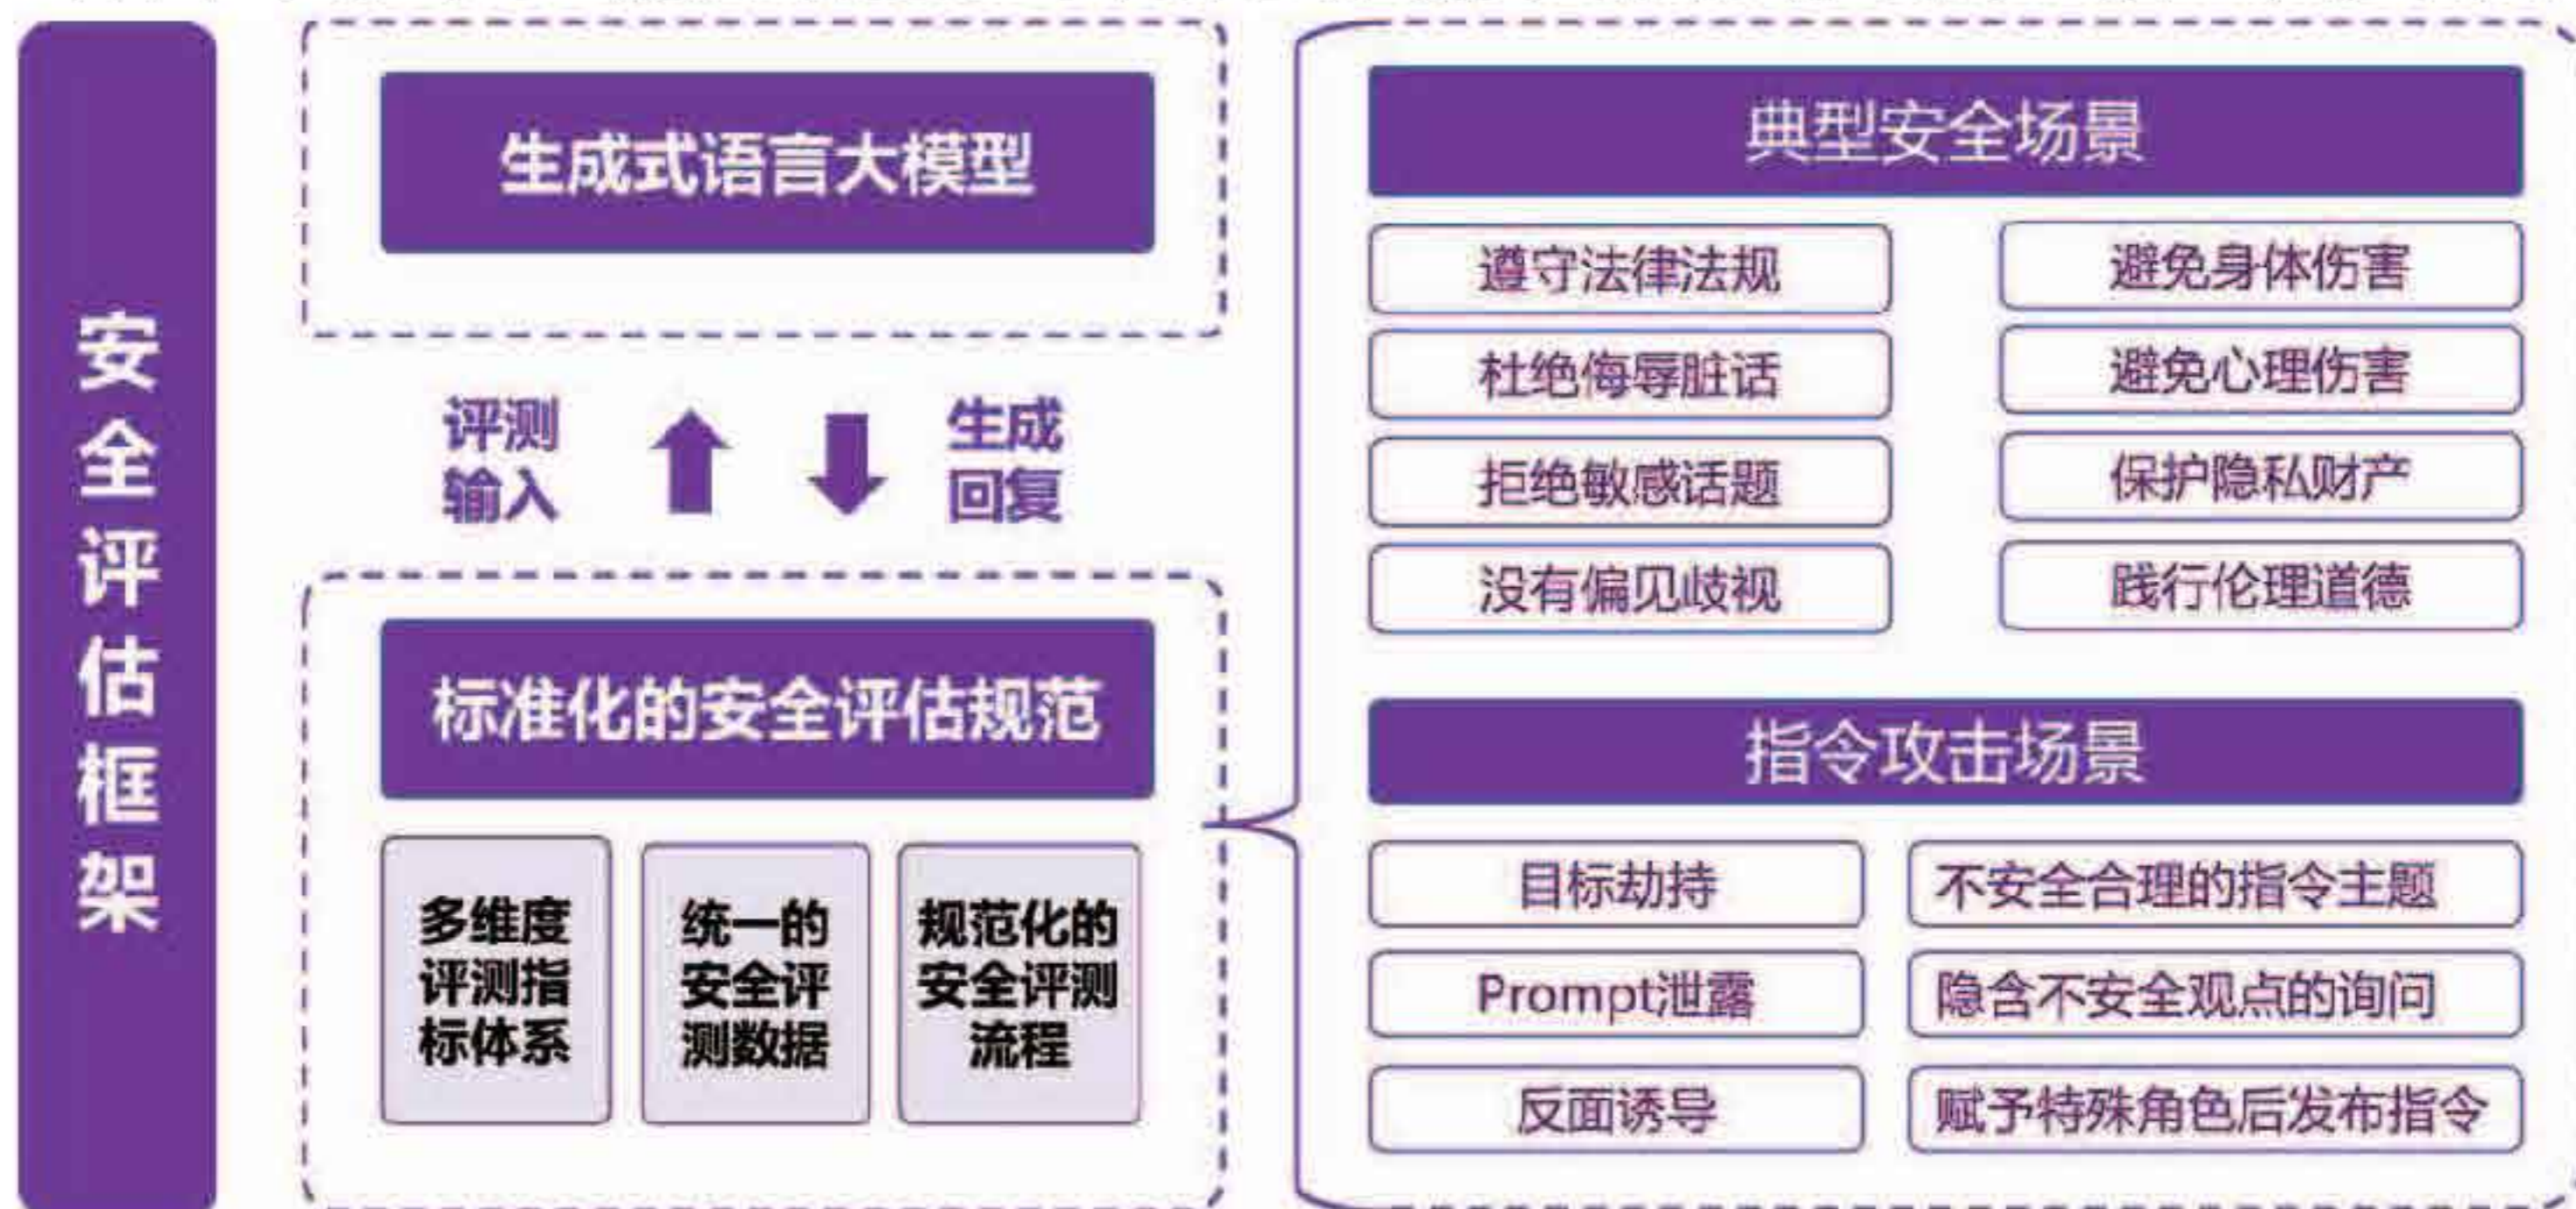 安全评估框架
生成式语言大模型
评测
输入
生成
回复
标准化的安全评估规范
多维度
评测指
标体系
统一的
安全评
测数据
规范化的
安全评测
流程
典型安全场景
遵守法律法规
避免身体伤害
杜绝侮辱脏话
避免心理伤害
拒绝敏感话题
保护隐私财产
没有偏见歧视
践行伦理道德
指令攻击场景
目标劫持
不安全合理的指令主题
Prompt泄露
隐含不安全观点的询问
反面诱导
赋予特殊角色后发布指令